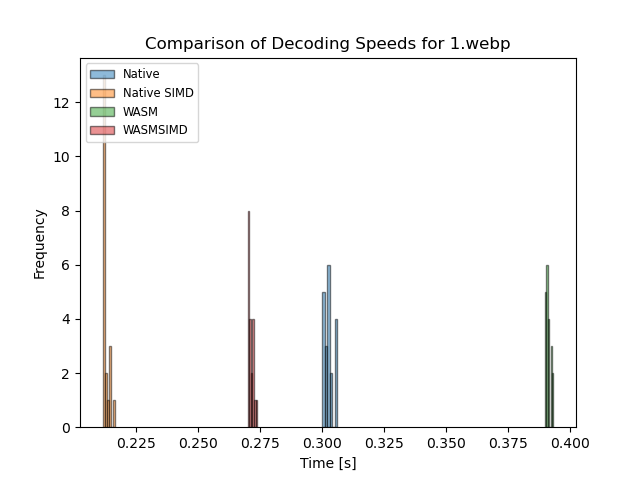 Comparison of Decoding Speeds for 1.webp
Native
Native SIMD
WASM
WASMSIMD
12
10
8
6
4
2
0
Frequency
0.225 0.250 0.275 0.300 0.325 0.350 0.375 0.400
Time [s]